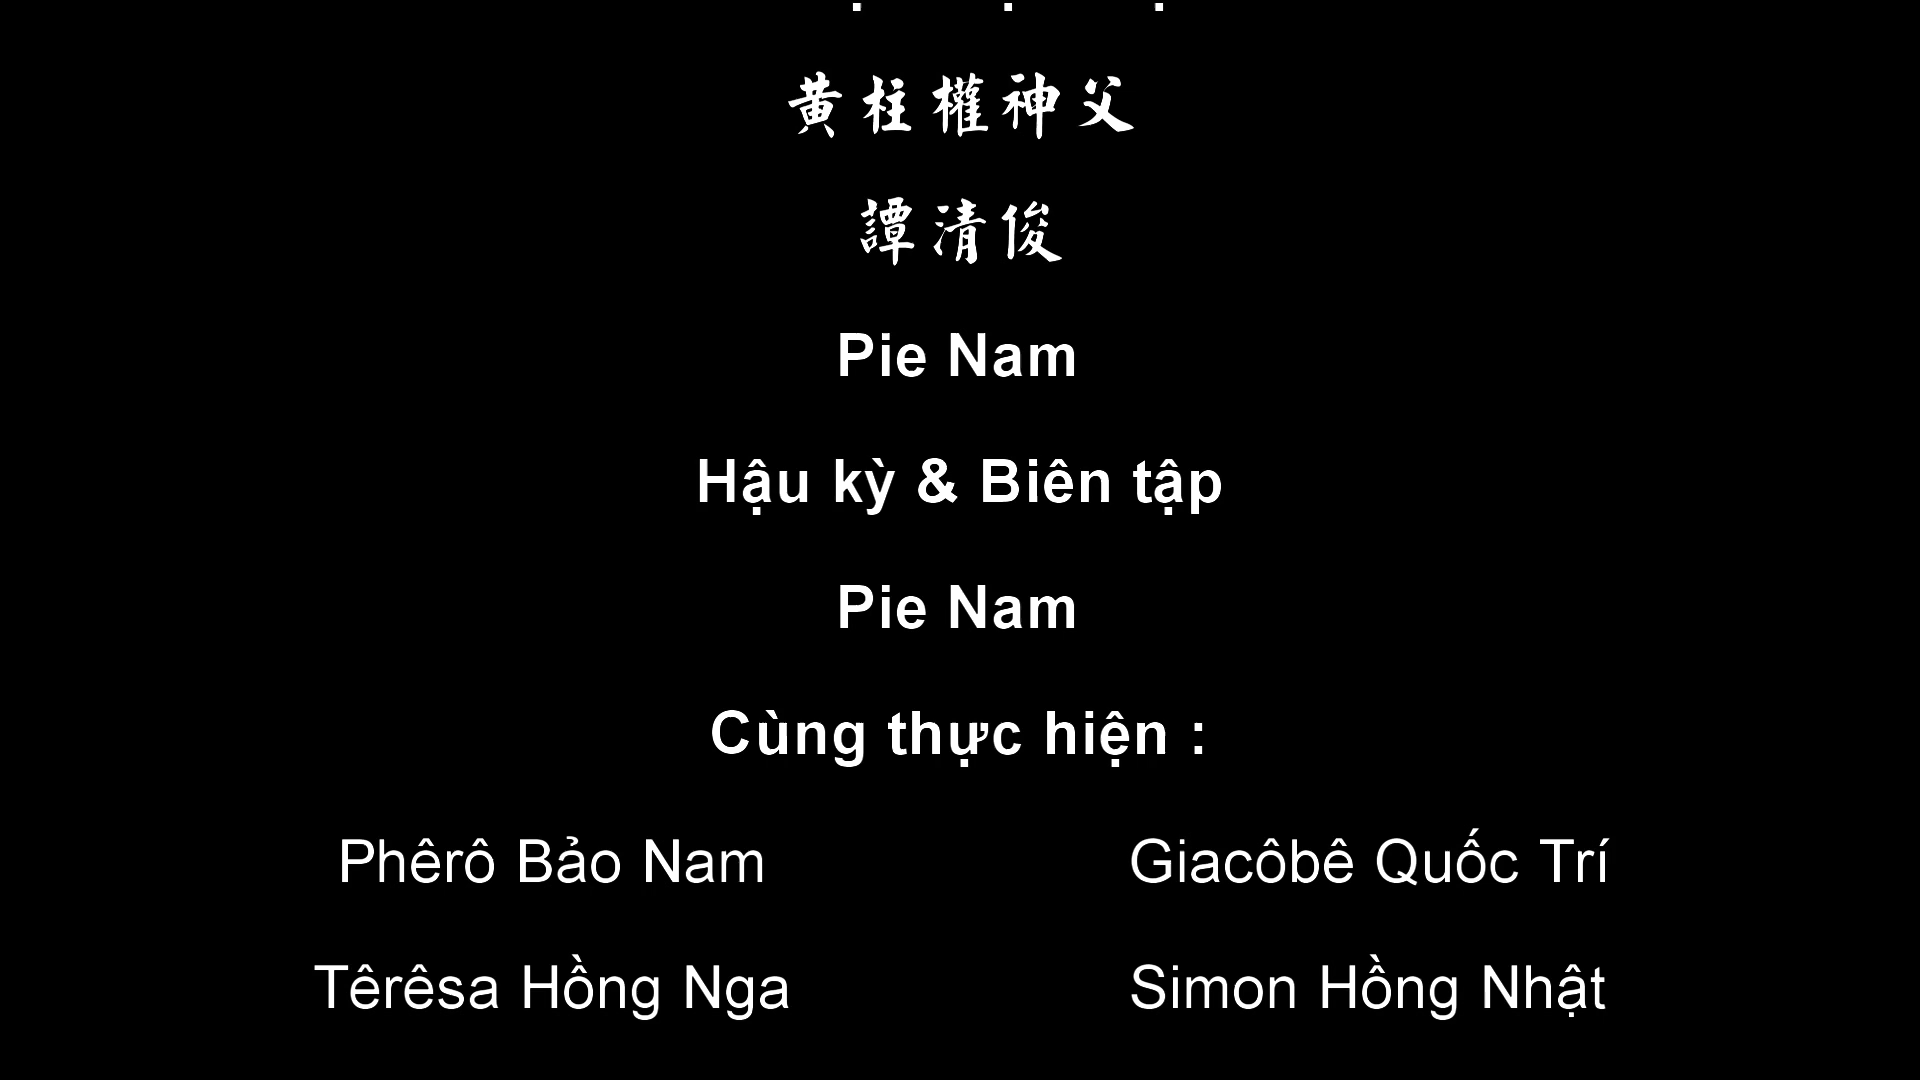 黄柱權神父
譚清俊
Pie Nam
Hậu kỳ & Biên tập
Pie Nam
Cùng thực hiện :
Phêrô Bảo Nam
Giacôbê Quốc Trí
Têrêsa Hồng Nga
Simon Hồng Nhật